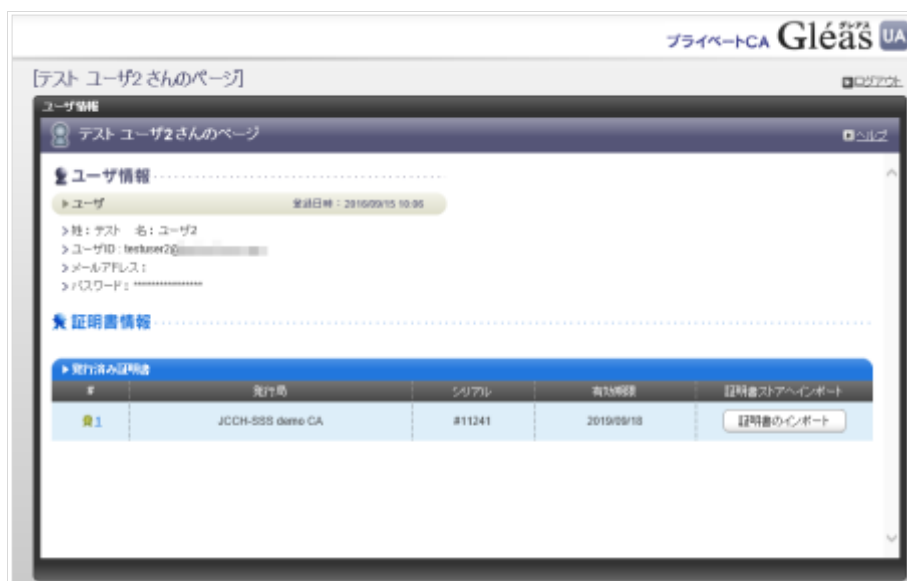 プライベートCA Gléas グレアス UA
[テスト ユーザ2 さんのページ]
ログアウト
ユーザ情報
テスト ユーザ2さんのページ
ヘルプ
ユーザ情報
ユーザ 登録日時：2016/09/15 10:06
姓：テスト 名：ユーザ2
ユーザID：testuser2@
メールアドレス：
パスワード：****************
証明書情報
発行済み証明書
# 発行局 シリアル 有効期限 証明書ストアへインポート
1 JCCH-SSS demo CA #11241 2019/09/18 証明書のインポート